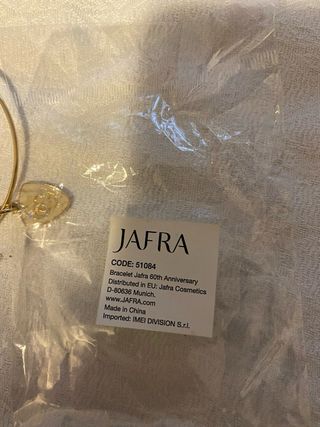 JAFRA
CODE: 51084
Bracelet Jafra 60th Anniversary
Distributed in EU: Jafra Cosmetics
D-80636 Munich.
www.JAFRA.com
Made in China
Imported: IMEI DIVISION S.r.l.